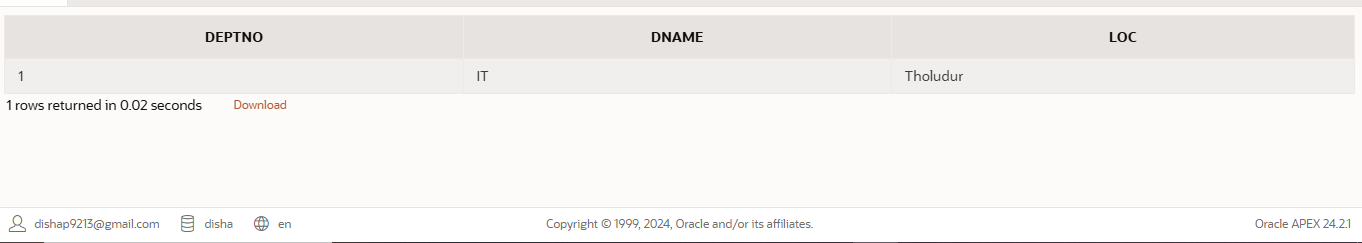 DEPTNO DNAME LOC
1 IT Tholudur
1 rows returned in 0.02 seconds Download
dishap9213@gmail.com disha en Copyright © 1999, 2024, Oracle and/or its affiliates. Oracle APEX 24.2.1